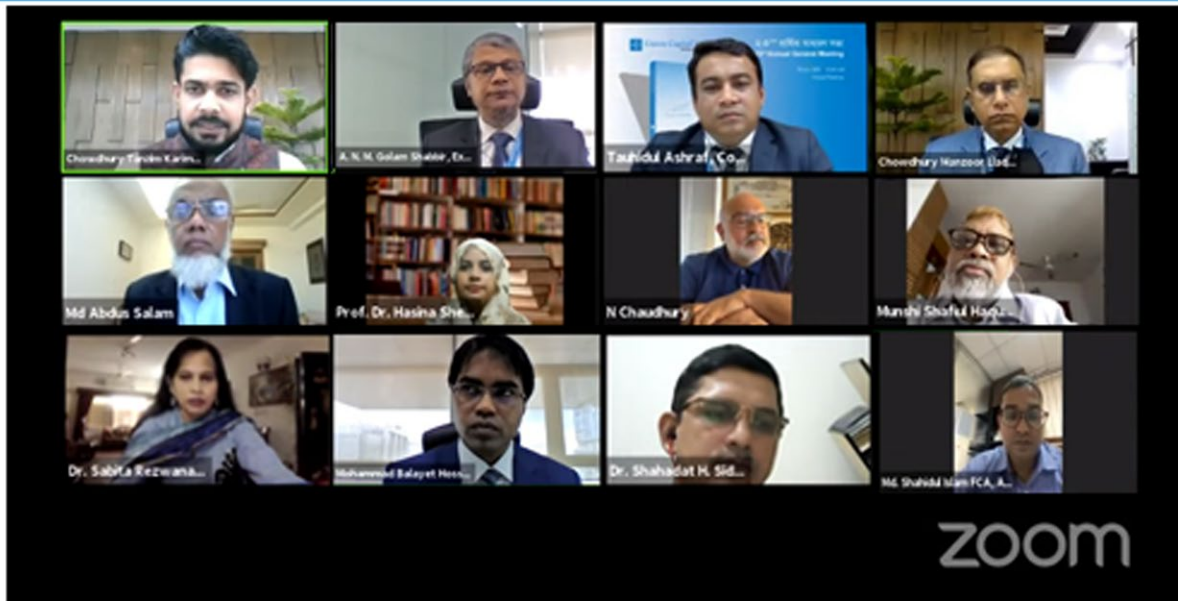 Chowdhury Tanzim Karim...
A. N. M. Golam Shabbir, Ex...
Annual General Meeting
Tauhidul Ashraf, Co...
Chowdhury Manzoor Liaq...
Md Abdus Salam
Prof. Dr. Hasina She...
N Chaudhury
Munshi Shafiul Haqu...
Dr. Sabita Rezwana...
Mohammad Balayet Hoss...
Dr. Shahadat H. Sid...
Md. Shahidul Islam FCA, A...
zoom